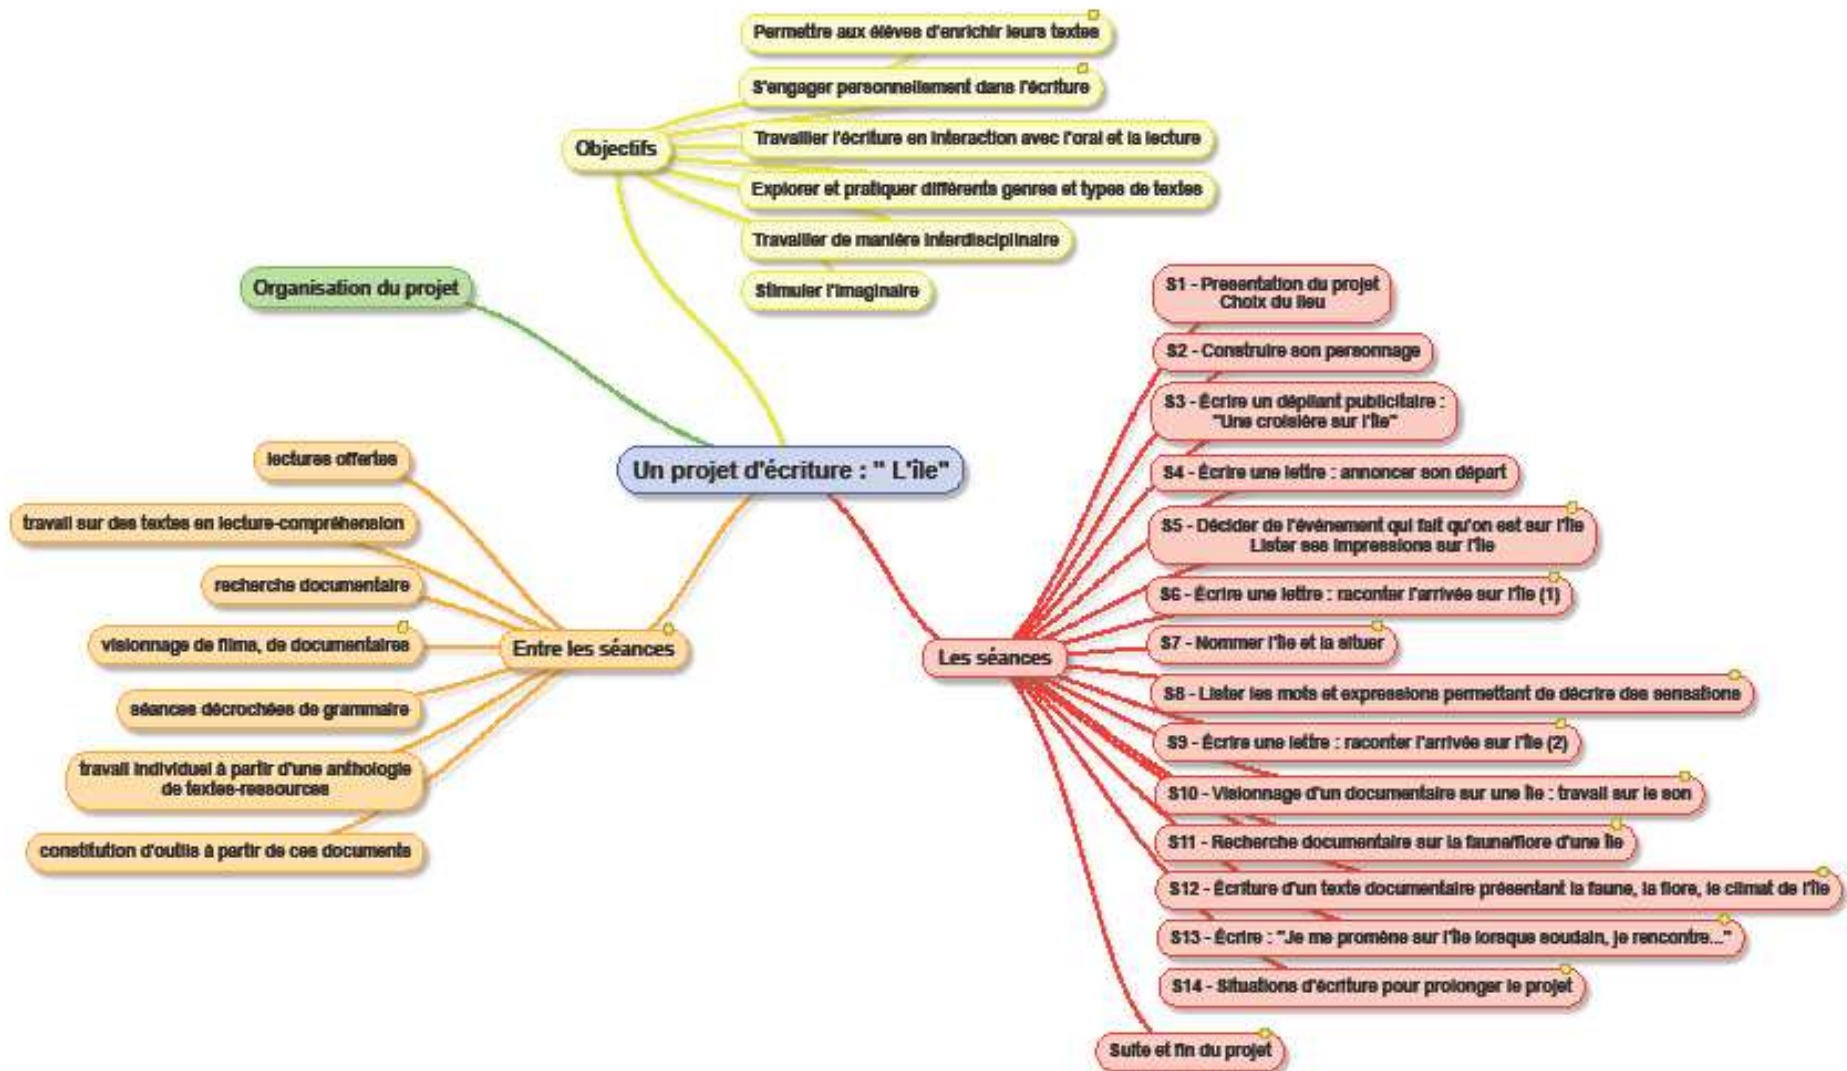 Permettre aux élèves d'enrichir leurs textes
S'engager personnellement dans l'écriture
Travailler l'écriture en interaction avec l'oral et la lecture
Objectifs
Explorer et pratiquer différents genres et types de textes
Travailler de manière interdisciplinaire
Stimuler l'imaginaire
Organisation du projet
Un projet d'écriture : " L'île"
lectures offertes
travail sur des textes en lecture-compréhension
recherche documentaire
visionnage de films, de documentaires
Entre les séances
séances décrochées de grammaire
travail individuel à partir d'une anthologie
de textes-ressources
constitution d'outils à partir de ces documents
Les séances
S1 - Presentation du projet
Choix du lieu
S2 - Construire son personnage
S3 - Écrire un dépliant publicitaire :
"Une croisière sur l'île"
S4 - Écrire une lettre : annoncer son départ
S5 - Décider de l'événement qui fait qu'on est sur l'île
Lister ses impressions sur l'île
S6 - Écrire une lettre : raconter l'arrivée sur l'île (1)
S7 - Nommer l'île et la situer
S8 - Lister les mots et expressions permettant de décrire des sensations
S9 - Écrire une lettre : raconter l'arrivée sur l'île (2)
S10 - Visionnage d'un documentaire sur une île : travail sur le son
S11 - Recherche documentaire sur la faune/flore d'une île
S12 - Écriture d'un texte documentaire présentant la faune, la flore, le climat de l'île
S13 - Écrire : "Je me promène sur l'île lorsque soudain, je rencontre..."
S14 - Situations d'écriture pour prolonger le projet
Suite et fin du projet